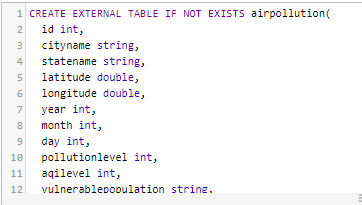 1 CREATE EXTERNAL TABLE IF NOT EXISTS airpollution(
2 id int,
3 cityname string,
4 statename string,
5 latitude double,
6 longitude double,
7 year int,
8 month int,
9 day int,
10 pollutionlevel int,
11 aqilevel int,
12 vulnerablepopulation string,